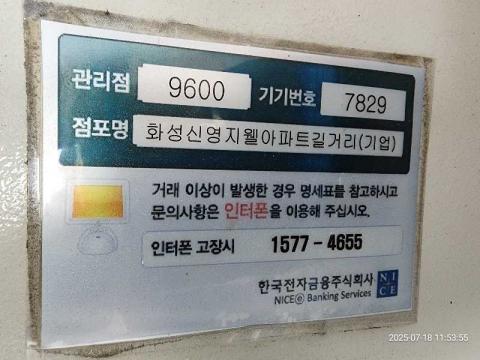 관리점 9600 기기번호 7829
점포명 화성신영지웰아파트길거리(기업)
거래 이상이 발생한 경우 명세표를 참고하시고
문의사항은 인터폰을 이용해 주십시오.
인터폰 고장시 1577-4655
한국전자금융주식회사 NICE
NICEⓔ Banking Services
2025-07-18 11:53:55